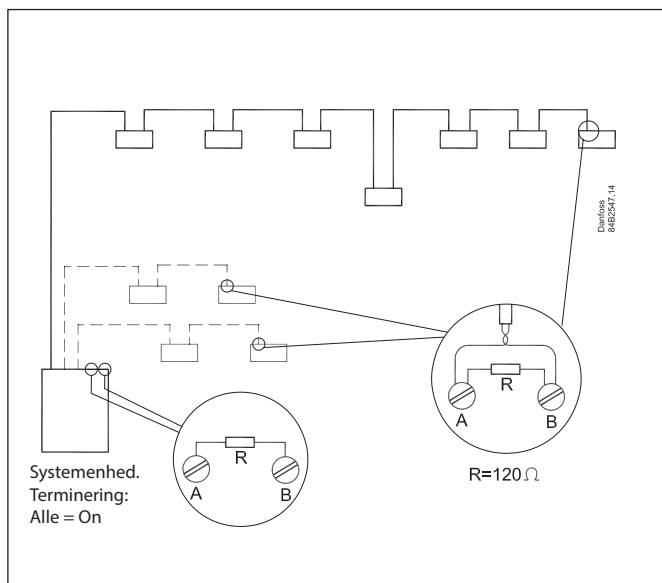 Danfoss
84B2547.14
R
A
B
R=120 Ω
R
A
B
Systemenhed.
Terminering:
Alle = On